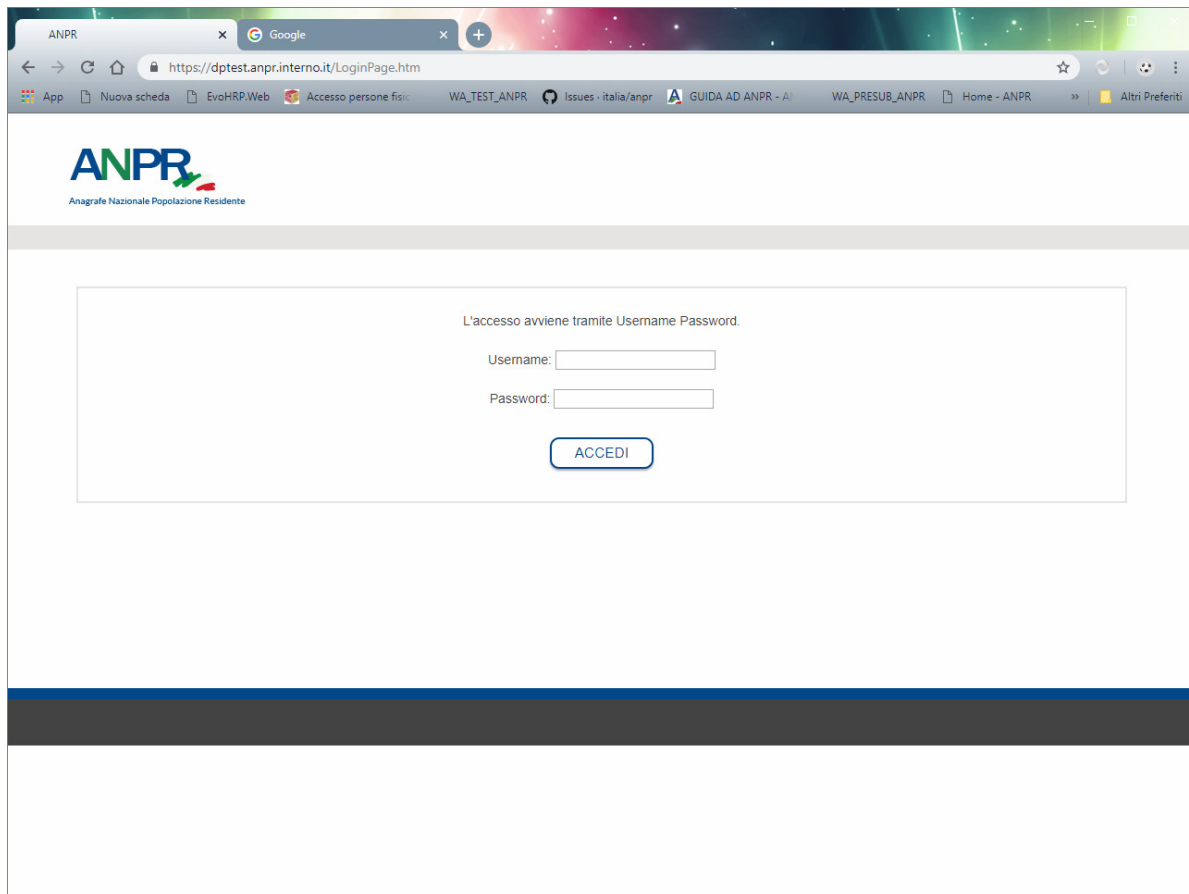 ANPR
Google
https://dptest.anpr.interno.it/LoginPage.htm
App Nuova scheda EvoHRP.Web Accesso persone fisic WA_TEST_ANPR Issues · italia/anpr GUIDA AD ANPR - A WA_PRESUB_ANPR Home - ANPR » Altri Preferiti
ANPR
Anagrafe Nazionale Popolazione Residente
L'accesso avviene tramite Username Password.
Username:
Password:
ACCEDI